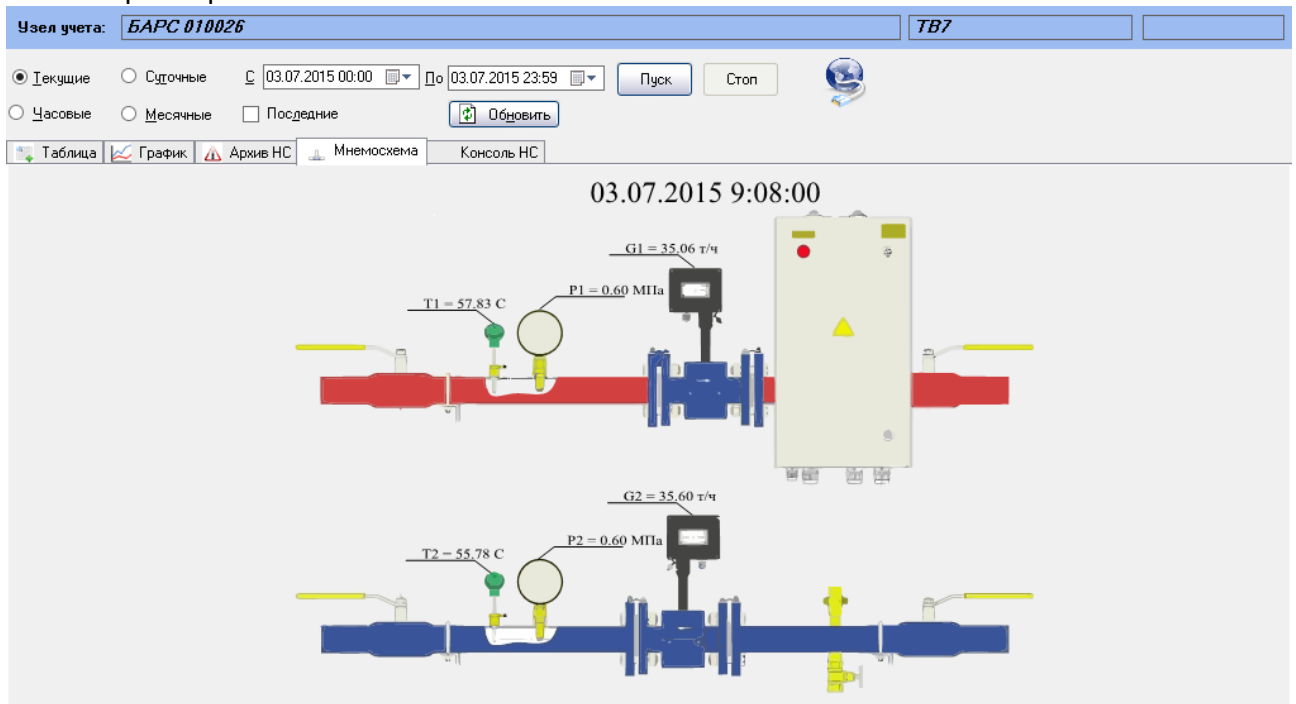 Узел учета: БАРС 010026 ТВ7
Текущие Суточные С 03.07.2015 00:00 По 03.07.2015 23:59 Пуск Стоп
Часовые Месячные Последние Обновить
Таблица График Архив НС Мнемосхема Консоль НС
03.07.2015 9:08:00
G1 = 35.06 т/ч
P1 = 0.60 МПа
T1 = 57.83 C
G2 = 35.60 т/ч
P2 = 0.60 МПа
T2 = 55.78 C